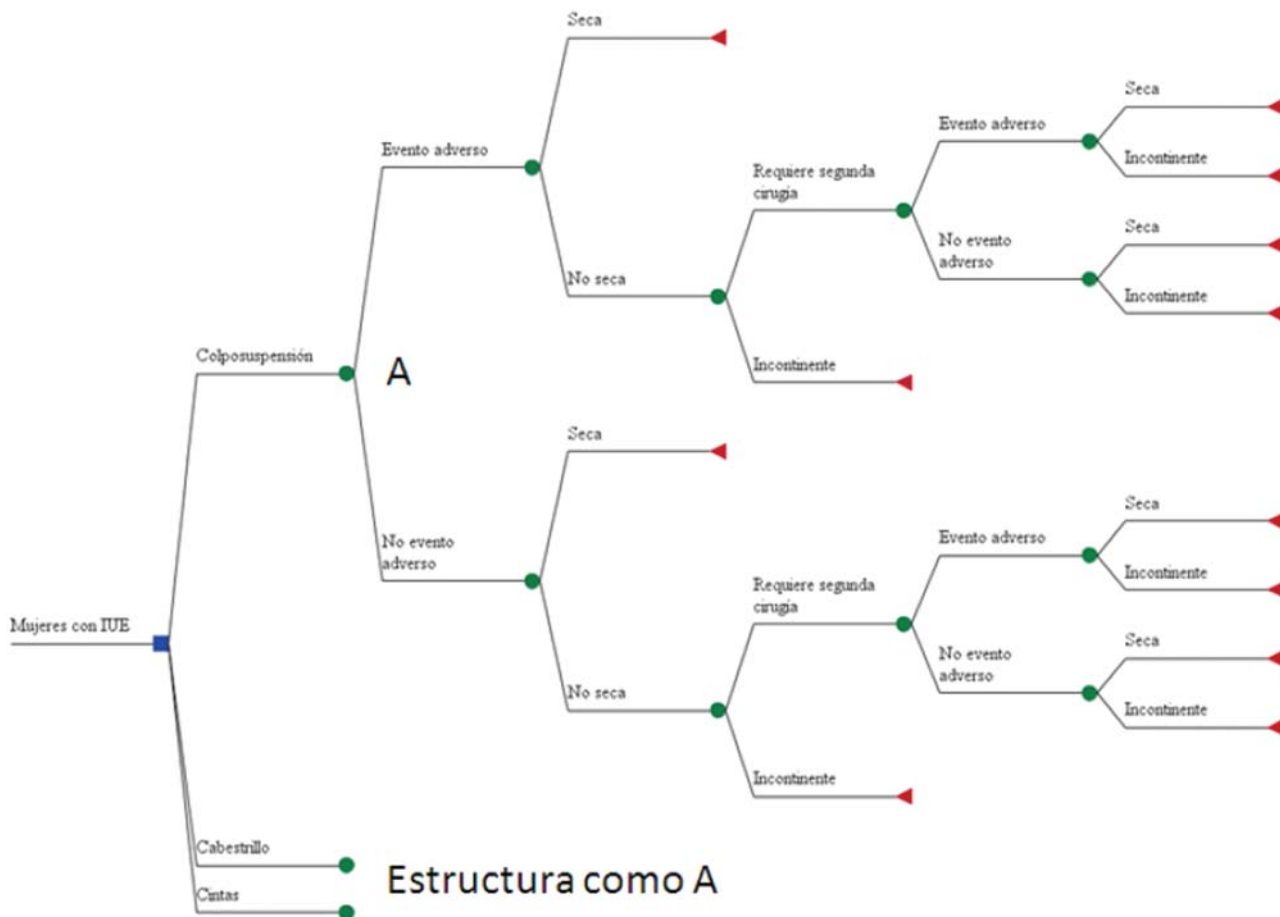 Seca
Seca
Evento adverso
Evento adverso
Incontinente
Requiere segunda
cirugía
No evento
adverso
Seca
No seca
Incontinente
Colposuspensión
A
Incontinente
Seca
Seca
No evento
adverso
Evento adverso
Incontinente
Requiere segunda
cirugía
Mujeres con IUE
No evento
adverso
Seca
No seca
Incontinente
Incontinente
Cabestrillo
Estructura como A
Cintas